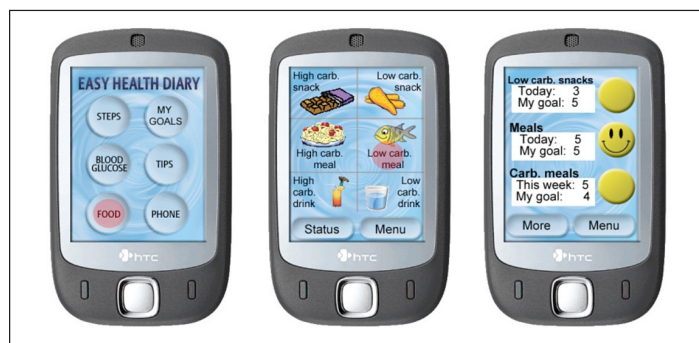 EASY HEALTH DIARY
STEPS
MY
GOALS
BLOOD
GLUCOSE
TIPS
FOOD
PHONE
htc
High carb.
snack
Low carb.
snack
High carb.
meal
Low carb.
meal
High
carb.
drink
Low
carb.
drink
Status
Menu
htc
Low carb. snacks
Today: 3
My goal: 5
Meals
Today: 5
My goal: 5
Carb. meals
This week: 5
My goal: 4
More
Menu
htc